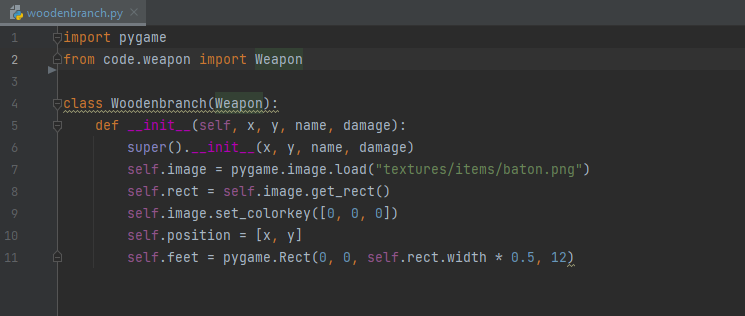 woodenbranch.py
1 import pygame
2 from code.weapon import Weapon
3
4 class Woodenbranch(Weapon):
5     def __init__(self, x, y, name, damage):
6         super().__init__(x, y, name, damage)
7         self.image = pygame.image.load("textures/items/baton.png")
8         self.rect = self.image.get_rect()
9         self.image.set_colorkey([0, 0, 0])
10         self.position = [x, y]
11         self.feet = pygame.Rect(0, 0, self.rect.width * 0.5, 12)